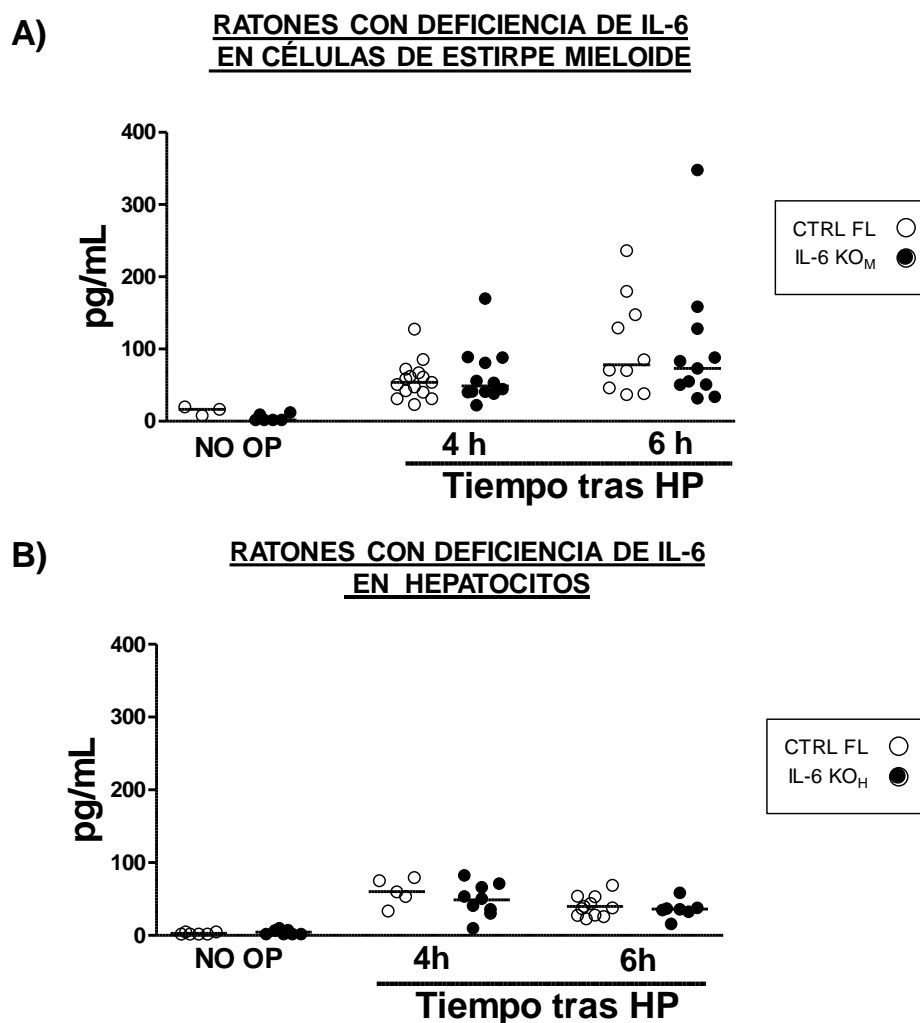 A)
RATONES CON DEFICIENCIA DE IL-6
EN CÉLULAS DE ESTIRPE MIELOIDE
400
300
200
100
0
pg/mL
CTRL FL
IL-6 KOM
NO OP
4 h
6 h
Tiempo tras HP
B)
RATONES CON DEFICIENCIA DE IL-6
EN HEPATOCITOS
400
300
200
100
0
pg/mL
CTRL FL
IL-6 KOH
NO OP
4h
6h
Tiempo tras HP